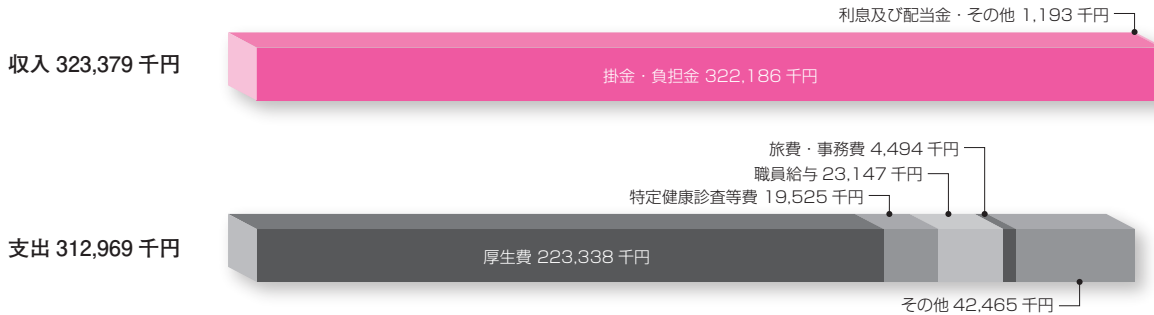 利息及び配当金・その他 1,193 千円
収入 323,379 千円
掛金・負担金 322,186 千円
旅費・事務費 4,494 千円
職員給与 23,147 千円
特定健康診査等費 19,525 千円
支出 312,969 千円
厚生費 223,338 千円
その他 42,465 千円